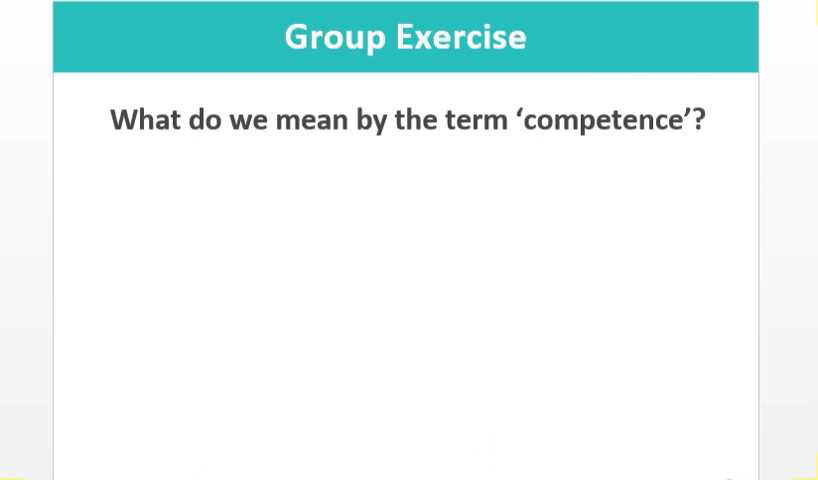 Group Exercise
What do we mean by the term ‘competence’?